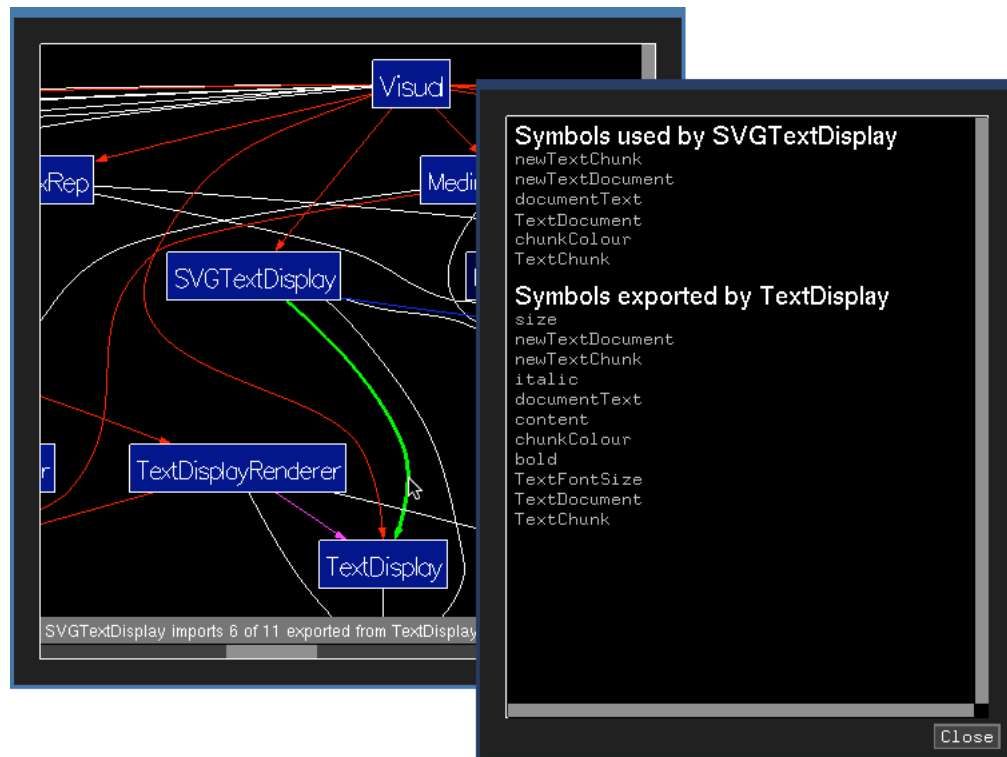 Visual
xRep
Medi
SVGTextDisplay
r
TextDisplayRenderer
TextDisplay
SVGTextDisplay imports 6 of 11 exported from TextDisplay
Symbols used by SVGTextDisplay
newTextChunk
newTextDocument
documentText
TextDocument
chunkColour
TextChunk
Symbols exported by TextDisplay
size
newTextDocument
newTextChunk
italic
documentText
content
chunkColour
bold
TextFontSize
TextDocument
TextChunk
Close